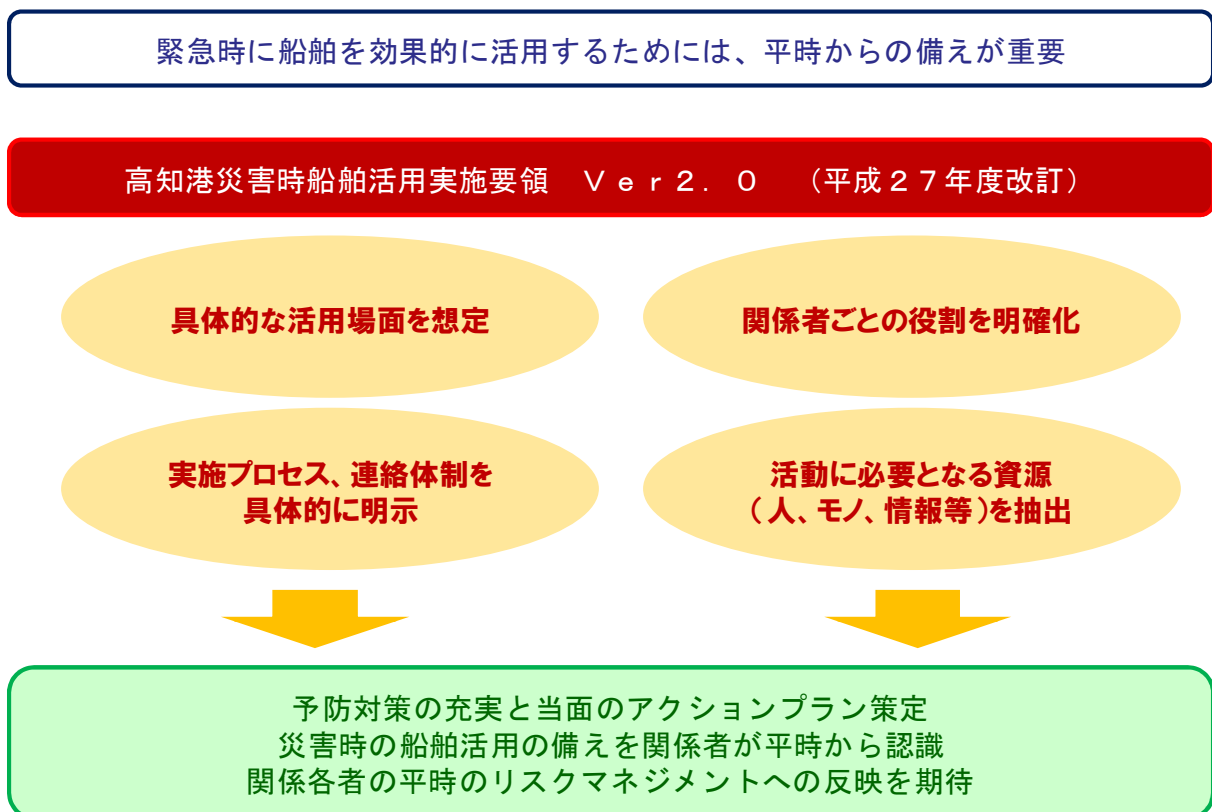 緊急時に船舶を効果的に活用するためには、平時からの備えが重要
高知港災害時船舶活用実施要領　Ｖｅｒ２．０　（平成２７年度改訂）
具体的な活用場面を想定
関係者ごとの役割を明確化
実施プロセス、連絡体制を
具体的に明示
活動に必要となる資源
（人、モノ、情報等）を抽出
予防対策の充実と当面のアクションプラン策定
災害時の船舶活用の備えを関係者が平時から認識
関係各者の平時のリスクマネジメントへの反映を期待